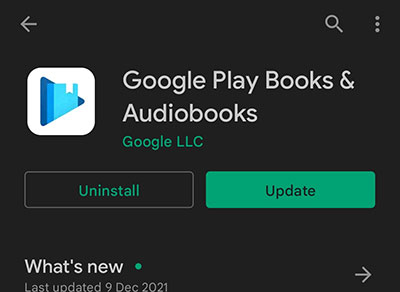 Google Play Books &
Audiobooks
Google LLC
Uninstall
Update
What's new
Last updated 9 Dec 2021